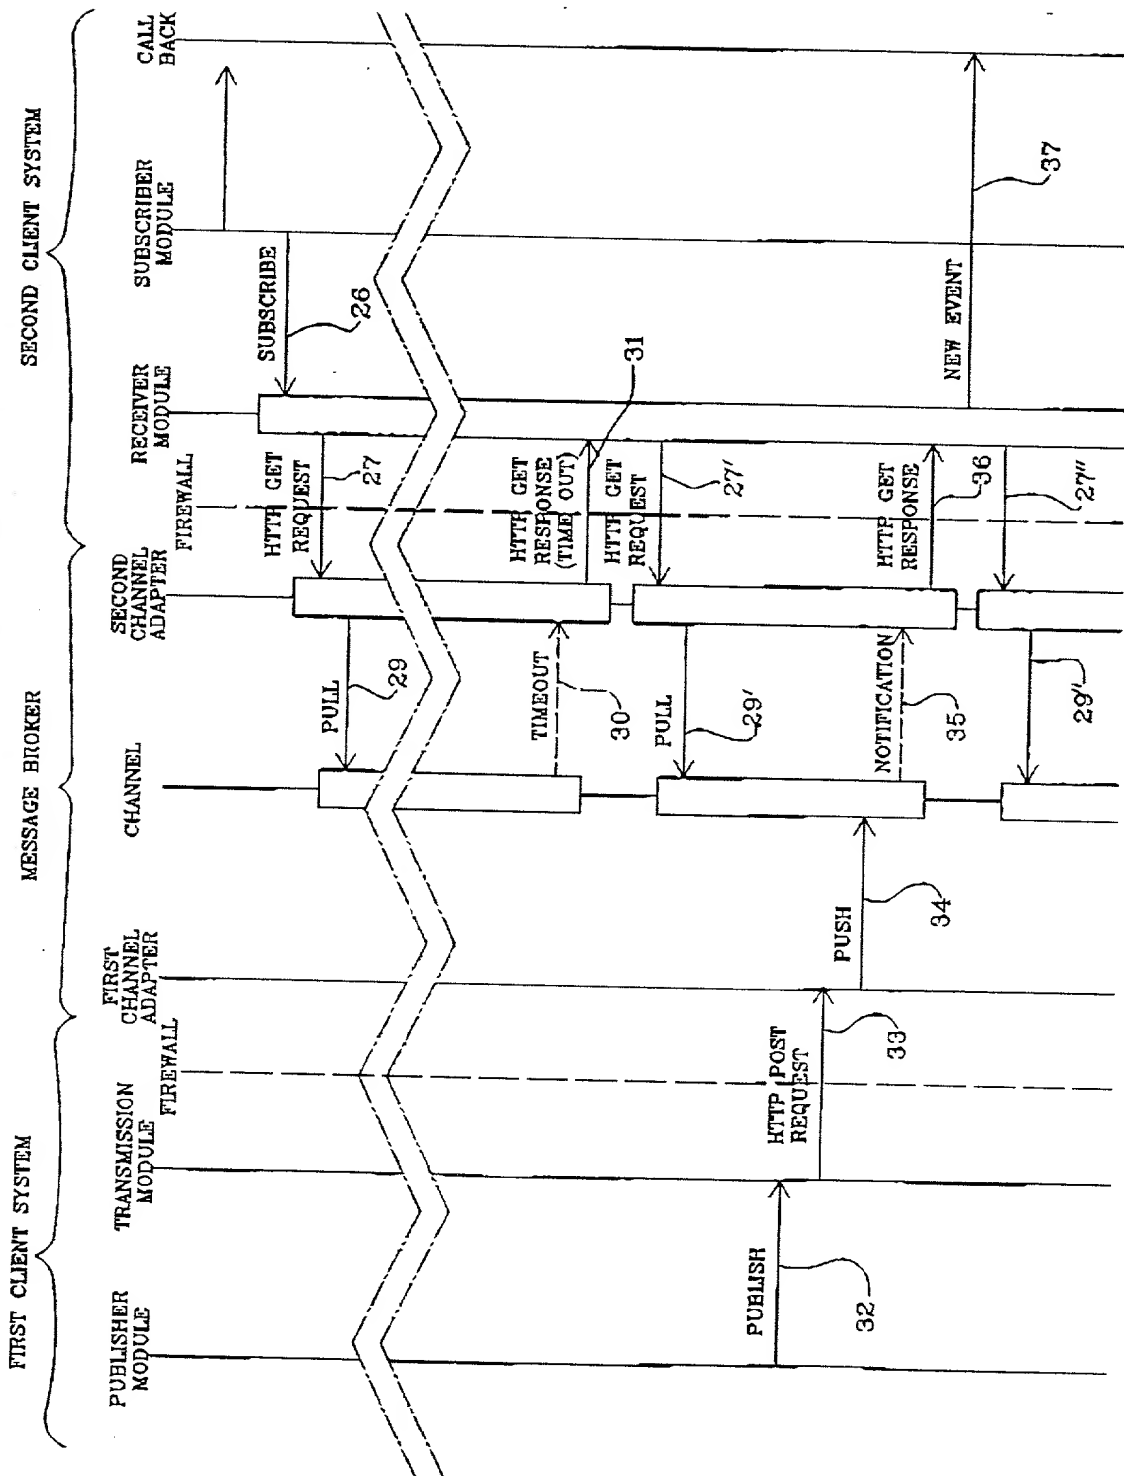 FIRST CLIENT SYSTEM
MESSAGE BROKER
SECOND CLIENT SYSTEM
PUBLISHER
MODULE
TRANSMISSION
MODULE
FIREWALL
FIRST
CHANNEL
ADAPTER
CHANNEL
SECOND
CHANNEL
ADAPTER
FIREWALL
RECEIVER
MODULE
SUBSCRIBER
MODULE
CALL
BACK
SUBSCRIBE
26
HTTP GET
REQUEST
27
PULL
29
TIMEOUT
30
HTTP GET
RESPONSE
(TIME OUT)
31
HTTP GET
REQUEST
27'
PULL
29'
PUBLISH
32
HTTP POST
REQUEST
33
PUSH
34
NOTIFICATION
35
HTTP GET
RESPONSE
36
NEW EVENT
37
27"
29"